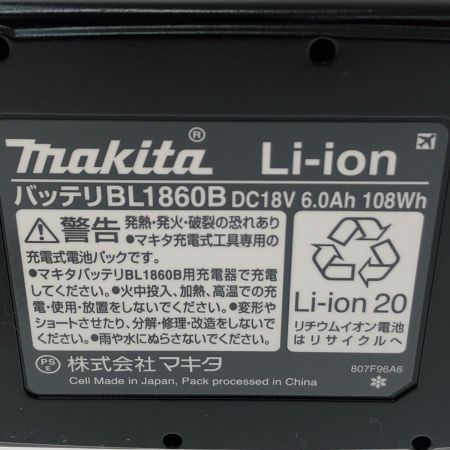 makita® Li-ion
バッテリBL1860B DC18V 6.0Ah 108Wh
警告 発熱・発火・破裂の恐れあり
●マキタ充電式工具専用の
充電式電池パックです。
●マキタバッテリBL1860B用充電器で充電
してください。●火中投入、加熱、高温での充
電・使用・放置をしないでください。●変形や
ショートさせたり、分解・修理・改造をしないで
ください。●雨や水にぬらさないでください。
Li-ion 20
リチウムイオン電池
はリサイクルへ
PS
E
株式会社マキタ
Cell Made in Japan, Pack processed in China
807F96A6